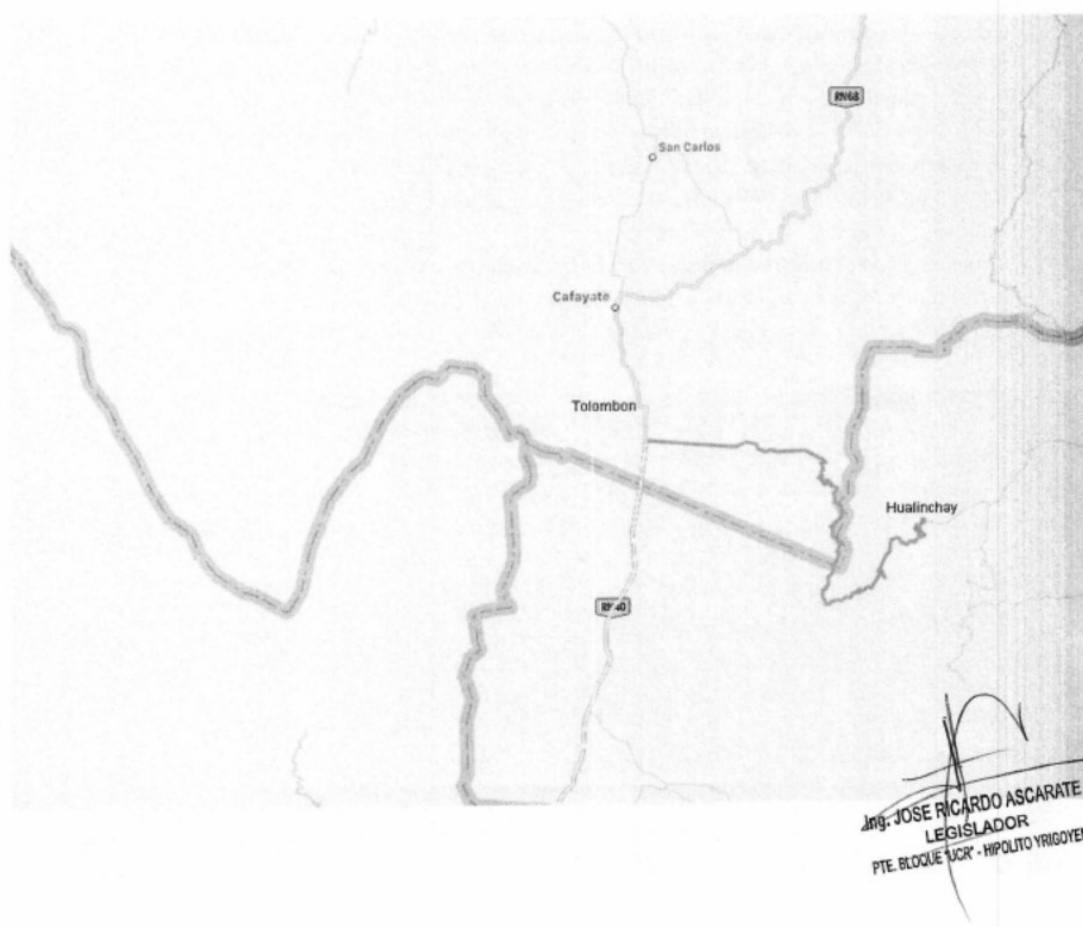 RN68
San Carlos
Cafayate
Tolombon
Hualinchay
RN40
Ing. JOSE RICARDO ASCARATE
LEGISLADOR
PTE. BLOQUE "UCR" - HIPOLITO YRIGOYEN